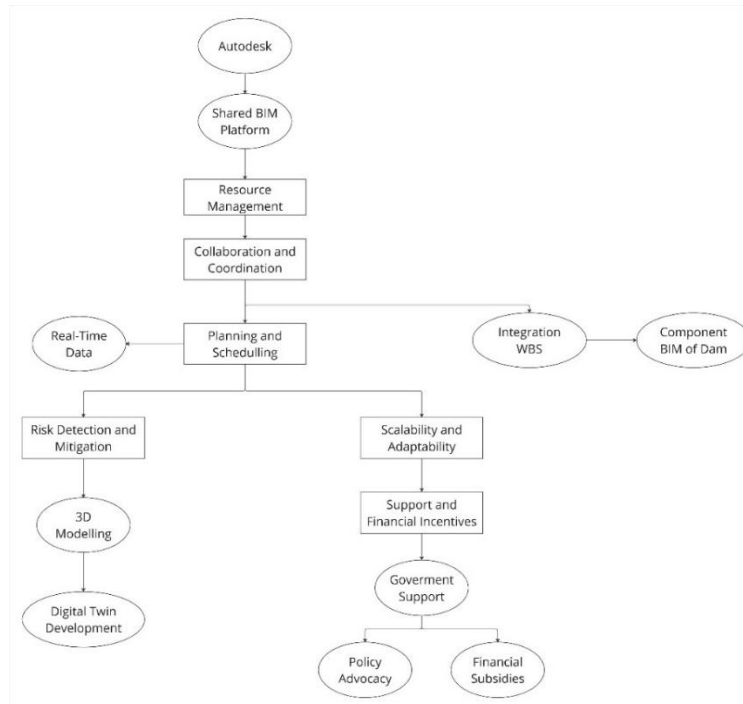 Autodesk
Shared BIM
Platform
Resource
Management
Collaboration and
Coordination
Real-Time
Data
Planning and
Schedulling
Integration
WBS
Component
BIM of Dam
Risk Detection and
Mitigation
Scalability and
Adaptability
3D
Modelling
Support and
Financial Incentives
Digital Twin
Development
Goverment
Support
Policy
Advocacy
Financial
Subsidies